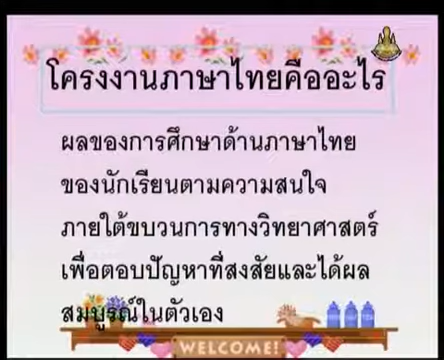 โครงงานภาษาไทยคืออะไร
ผลของการศึกษาด้านภาษาไทย
ของนักเรียนตามความสนใจ
ภายใต้ขบวนการทางวิทยาศาสตร์
เพื่อตอบปัญหาที่สงสัยและได้ผล
สมบูรณ์ในตัวเอง
WELCOME!